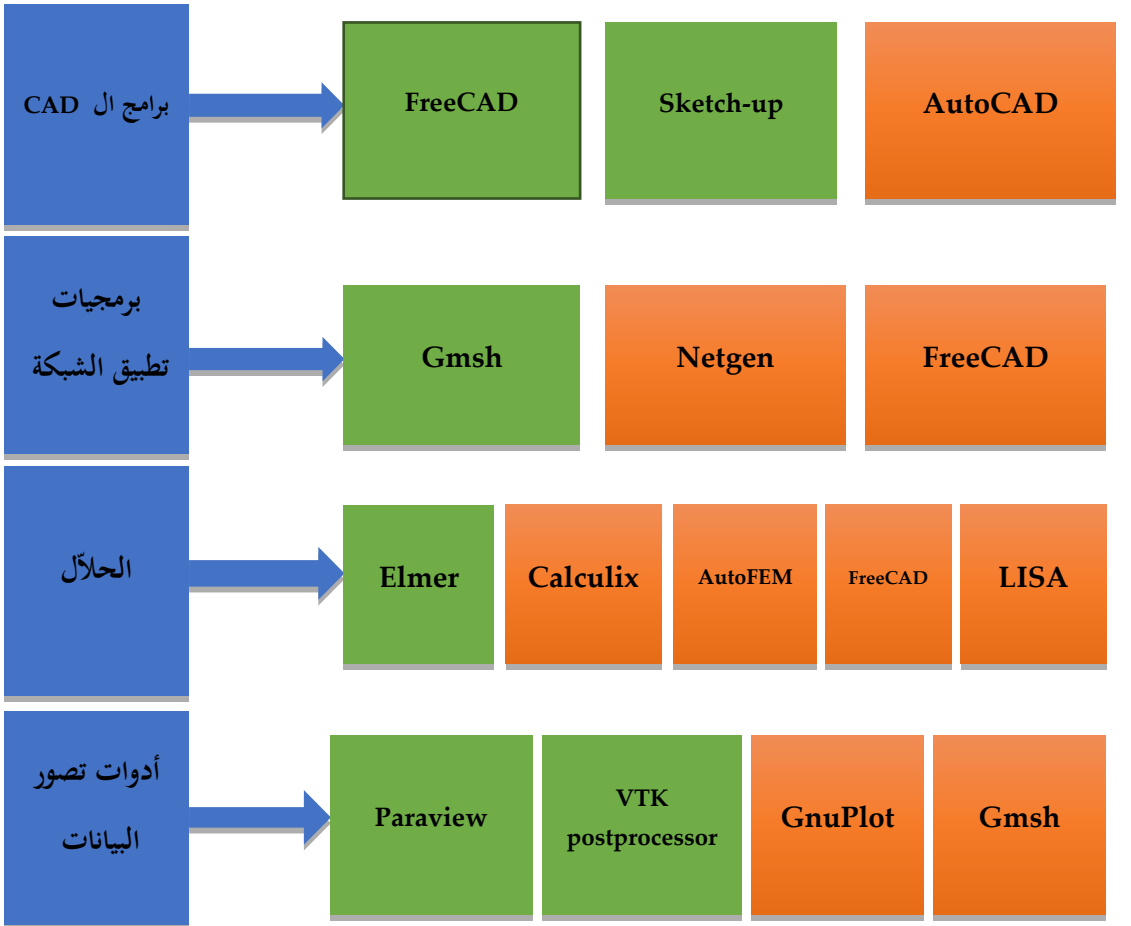 برامج ال CAD
FreeCAD
Sketch-up
AutoCAD
برمجيات
تطبيق الشبكة
Gmsh
Netgen
FreeCAD
الحلاّل
Elmer
Calculix
AutoFEM
FreeCAD
LISA
أدوات تصور
البيانات
Paraview
VTK
postprocessor
GnuPlot
Gmsh